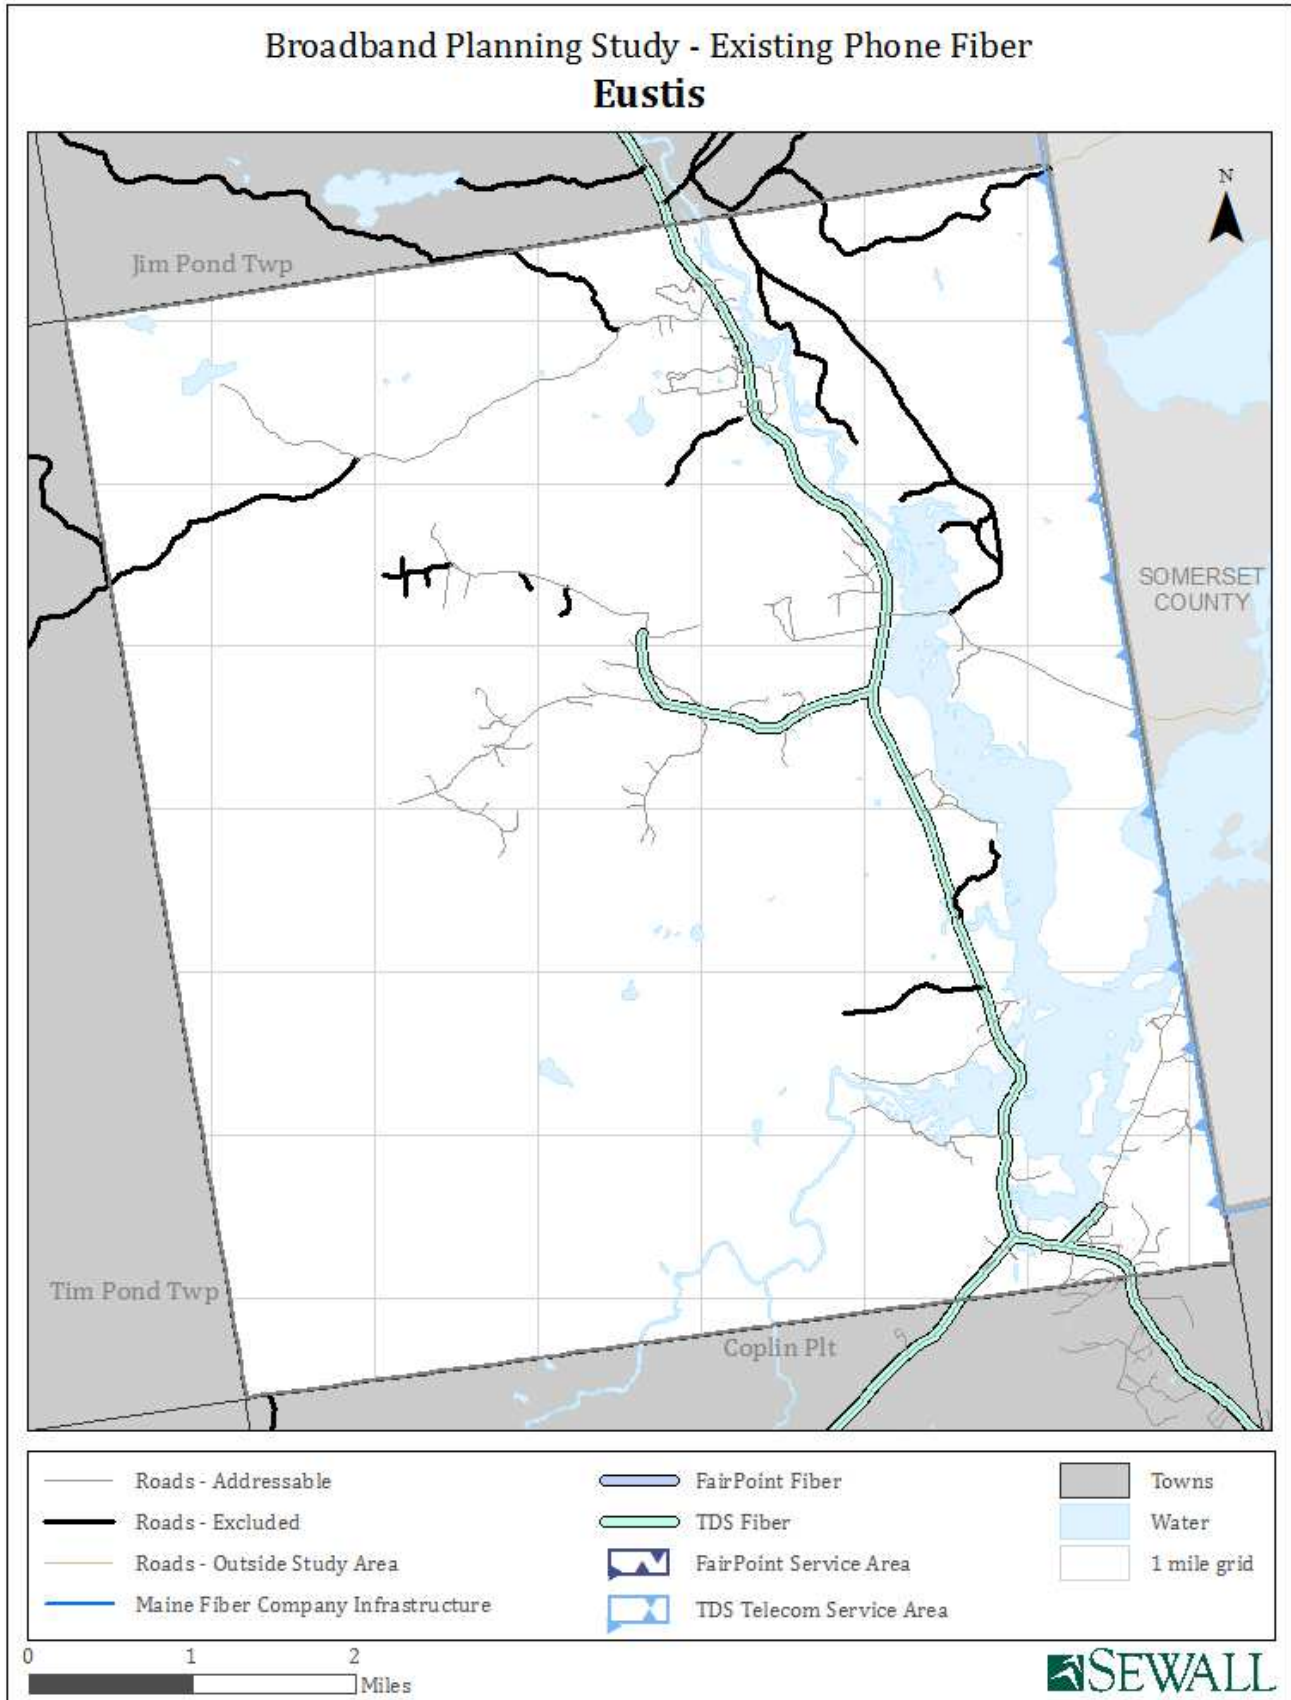 Broadband Planning Study - Existing Phone Fiber
Eustis
N
Jim Pond Twp
SOMERSET
COUNTY
Tim Pond Twp
Coplin Plt
Roads - Addressable
Roads - Excluded
Roads - Outside Study Area
Maine Fiber Company Infrastructure
FairPoint Fiber
TDS Fiber
FairPoint Service Area
TDS Telecom Service Area
Towns
Water
1 mile grid
0 1 2
Miles
SEWALL